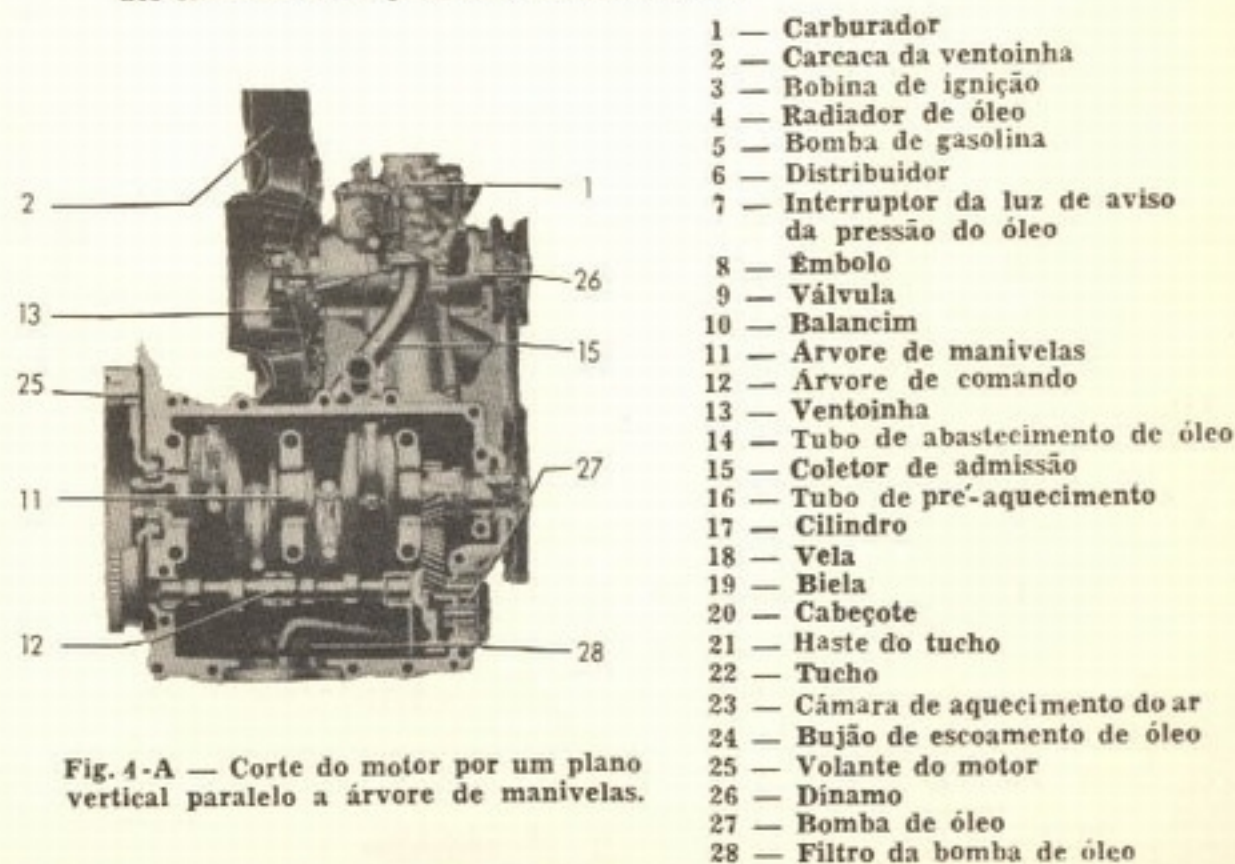 1 — Carburador
2 — Carcaca da ventoinha
3 — Bobina de ignição
4 — Radiador de óleo
5 — Bomba de gasolina
6 — Distribuidor
7 — Interruptor da luz de aviso
da pressão do óleo
8 — Êmbolo
9 — Válvula
10 — Balancim
11 — Arvore de manivelas
12 — Árvore de comando
13 — Ventoinha
14 — Tubo de abastecimento de óleo
15 — Coletor de admissão
16 — Tubo de pré-aquecimento
17 — Cilindro
18 — Vela
19 — Biela
20 — Cabeçote
21 — Haste do tucho
22 — Tucho
23 — Câmara de aquecimento do ar
24 — Bujão de escoamento de óleo
25 — Volante do motor
26 — Dínamo
27 — Bomba de óleo
28 — Filtro da bomba de óleo
2
1
26
13
15
25
27
11
12
28
Fig. 4-A — Corte do motor por um plano
vertical paralelo a árvore de manivelas.